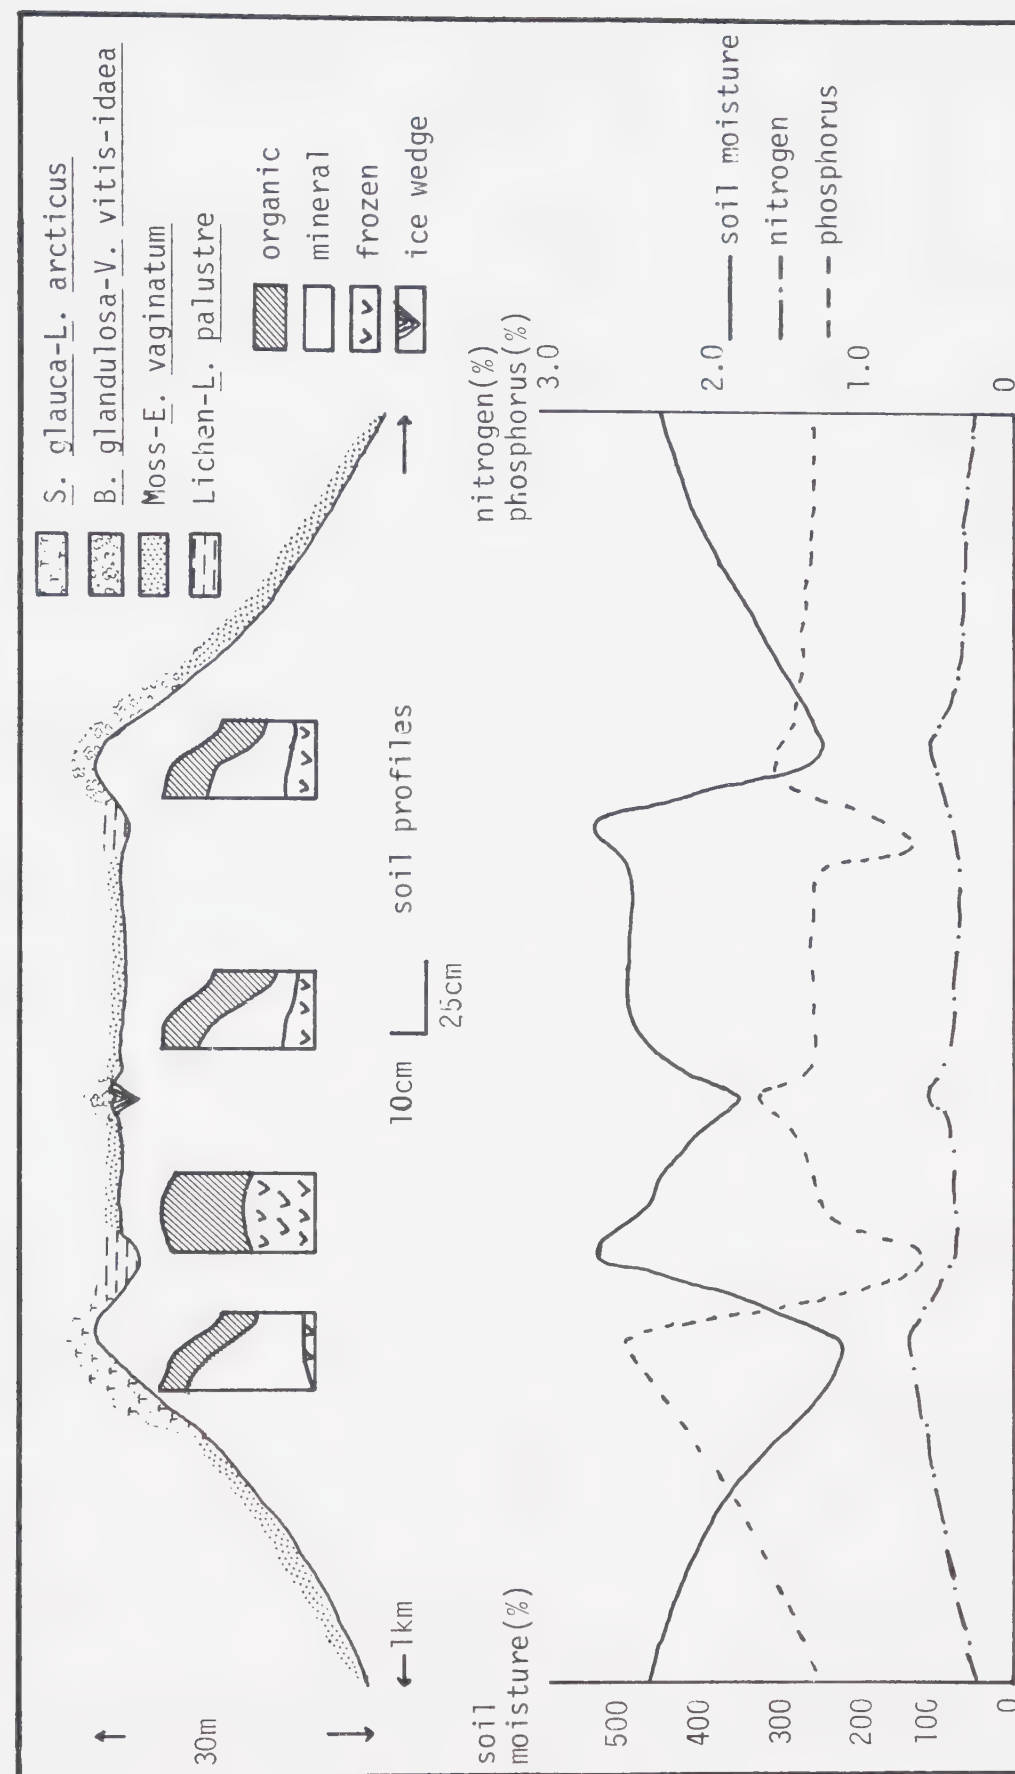 S. glauca-L. arcticus
B. glandulosa-V. vitis-idaea
Moss-E. vaginatum
Lichen-L. palustre
organic
mineral
frozen
ice wedge
30m
1km
10cm
25cm
soil profiles
soil
moisture(%)
500
400
300
200
100
0
nitrogen(%)
phosphorus(%)
3.0
2.0
1.0
0
soil moisture
nitrogen
phosphorus